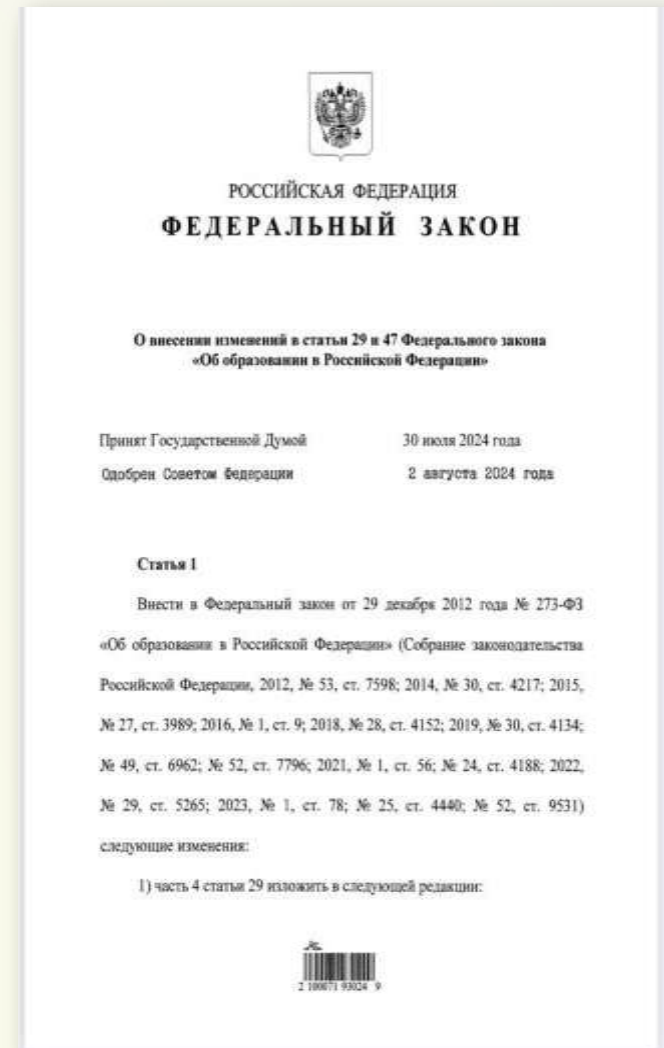 РОССИЙСКАЯ ФЕДЕРАЦИЯ
ФЕДЕРАЛЬНЫЙ ЗАКОН
О внесении изменений в статьи 29 и 47 Федерального закона
«Об образовании в Российской Федерации»
Принят Государственной Думой 30 июля 2024 года
Одобрен Советом Федерации 2 августа 2024 года
Статья 1
Внести в Федеральный закон от 29 декабря 2012 года № 273-ФЗ
«Об образовании в Российской Федерации» (Собрание законодательства
Российской Федерации, 2012, № 53, ст. 7598; 2014, № 30, ст. 4217; 2015,
№ 27, ст. 3989; 2016, № 1, ст. 9; 2018, № 28, ст. 4152; 2019, № 30, ст. 4134;
№ 49, ст. 6962; № 52, ст. 7796; 2021, № 1, ст. 56; № 24, ст. 4188; 2022,
№ 29, ст. 5265; 2023, № 1, ст. 78; № 25, ст. 4440; № 52, ст. 9531)
следующие изменения:
1) часть 4 статьи 29 изложить в следующей редакции:
2 100071 93024 9